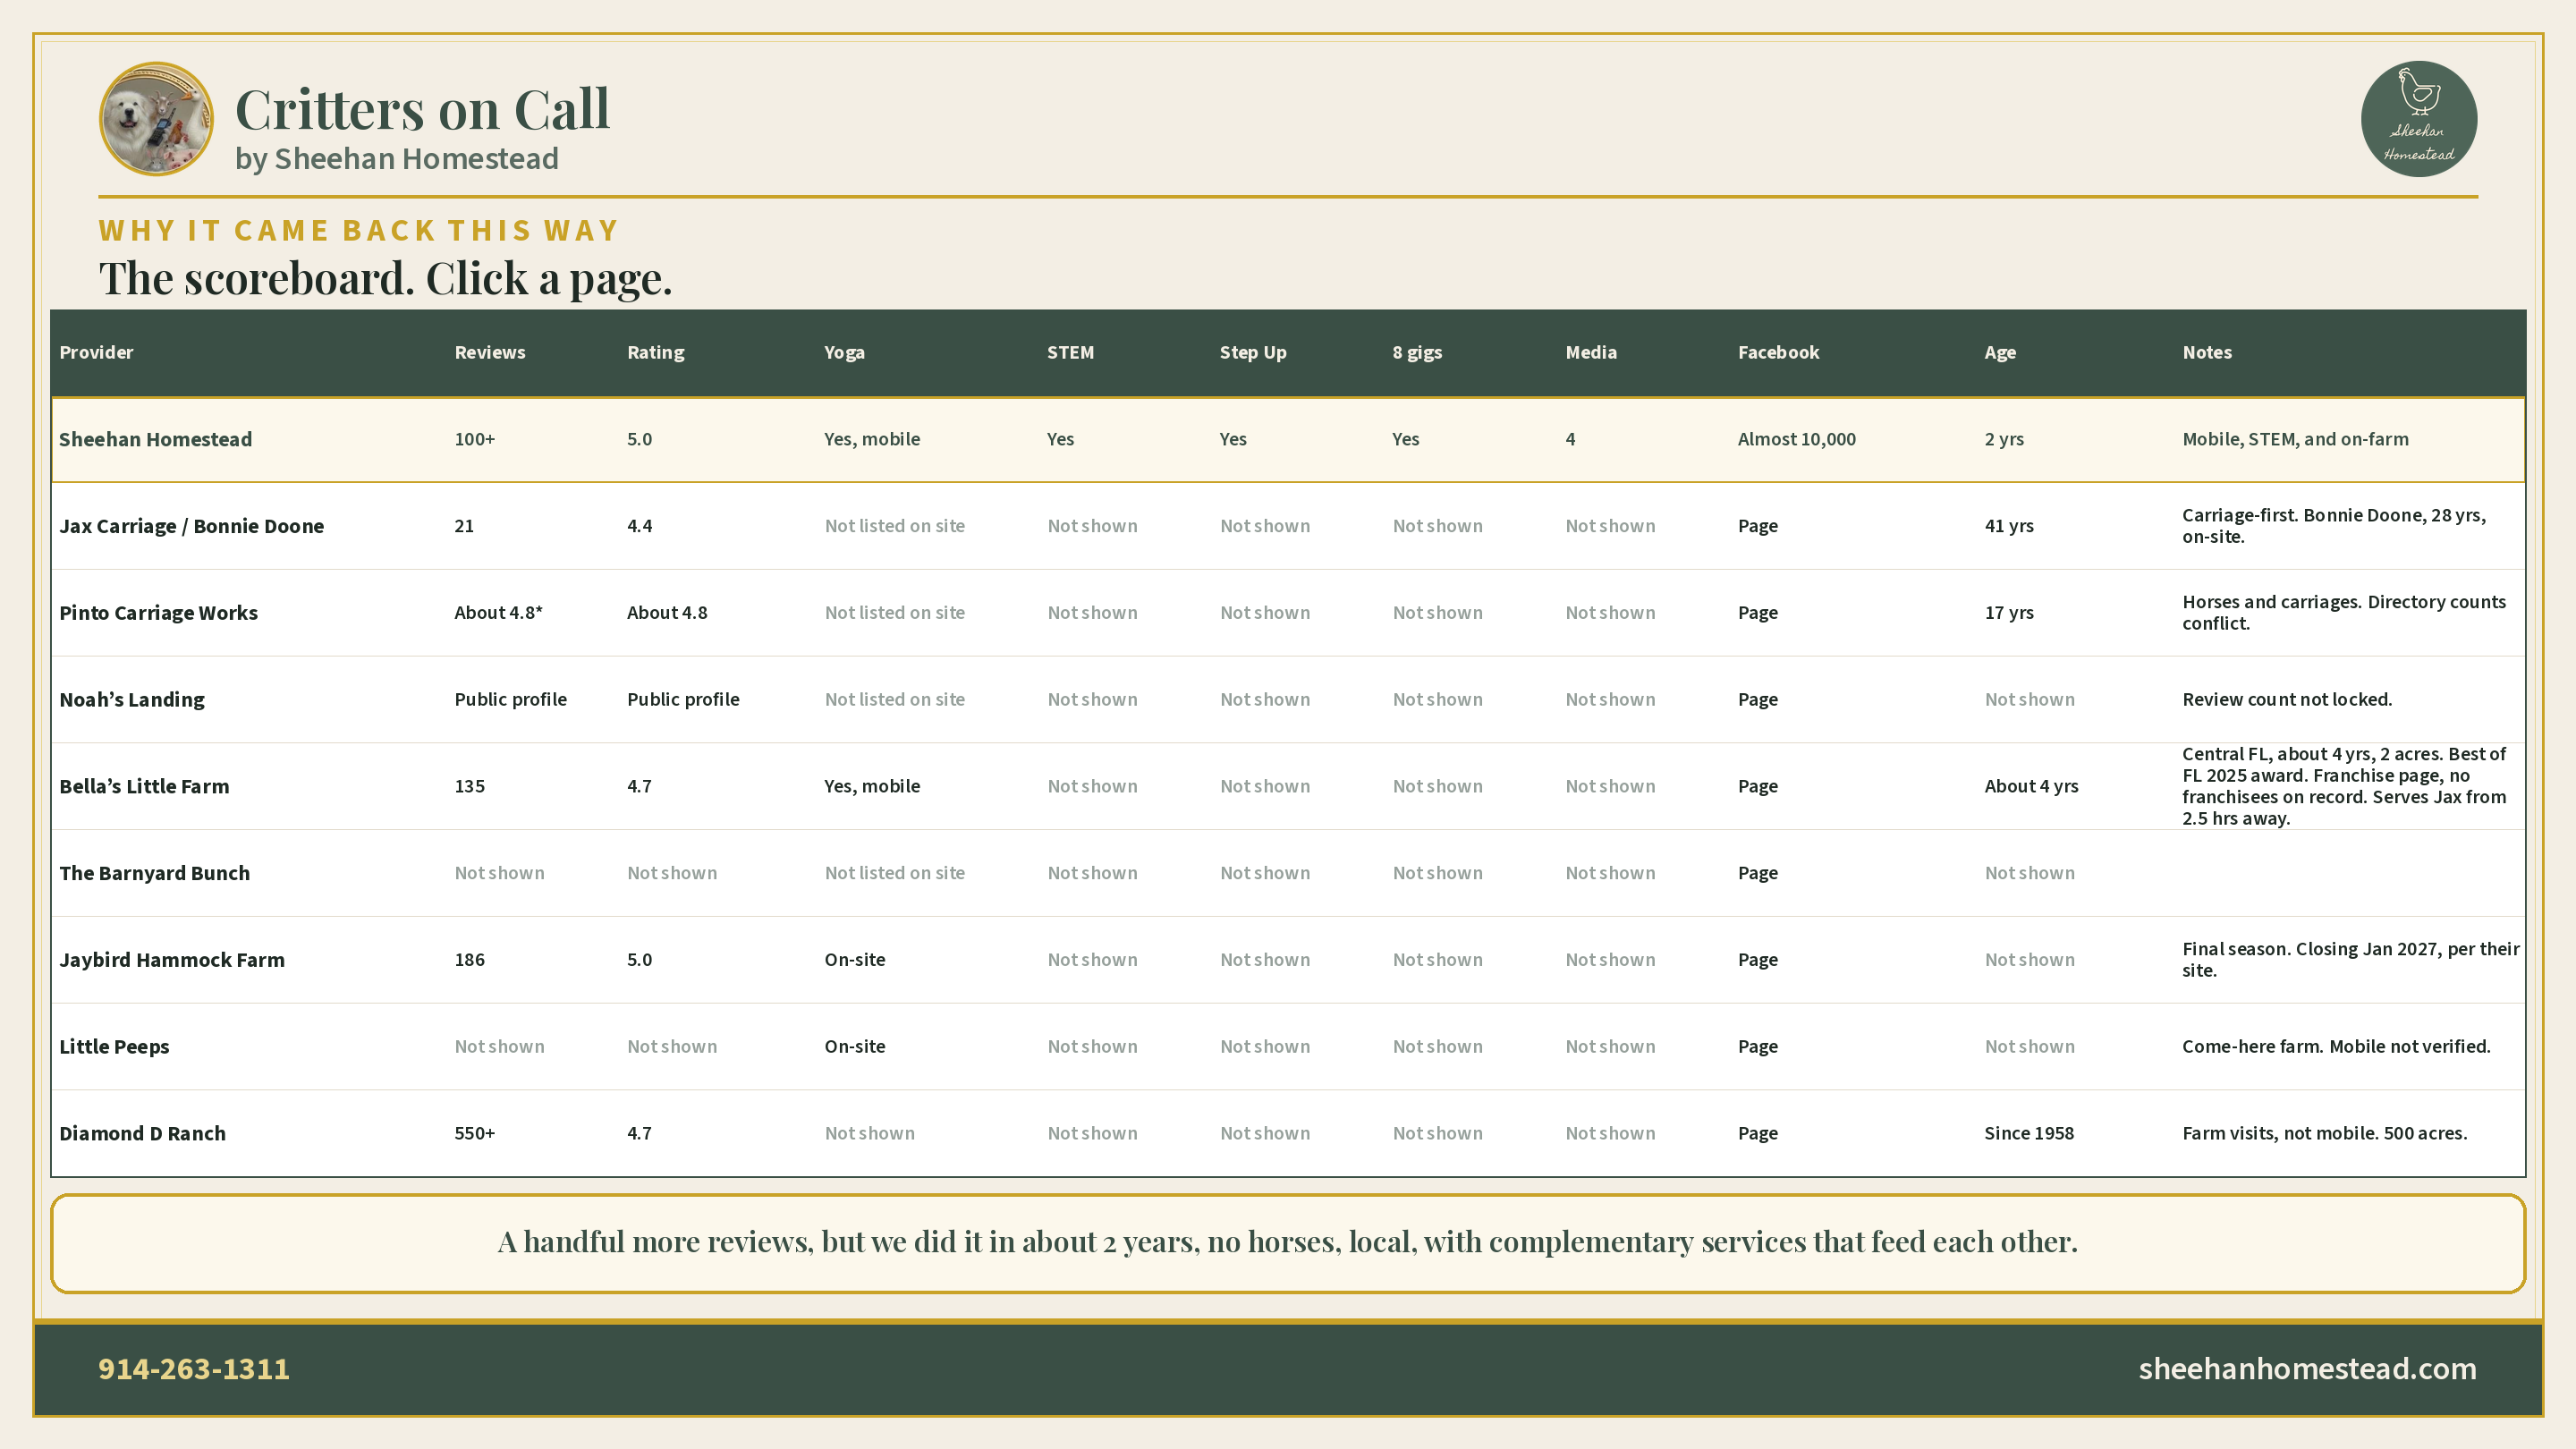 Critters on Call
by Sheehan Homestead
Sheehan
Homestead
WHY IT CAME BACK THIS WAY
The scoreboard. Click a page.
Provider Reviews Rating Yoga STEM Step Up 8 gigs Media Facebook Age Notes
Sheehan Homestead 100+ 5.0 Yes, mobile Yes Yes Yes 4 Almost 10,000 2 yrs Mobile, STEM, and on-farm
Jax Carriage / Bonnie Doone 21 4.4 Not listed on site Not shown Not shown Not shown Not shown Page 41 yrs Carriage-first. Bonnie Doone, 28 yrs,
on-site.
Pinto Carriage Works About 4.8* About 4.8 Not listed on site Not shown Not shown Not shown Not shown Page 17 yrs Horses and carriages. Directory counts
conflict.
Noah’s Landing Public profile Public profile Not listed on site Not shown Not shown Not shown Not shown Page Not shown Review count not locked.
Bella’s Little Farm 135 4.7 Yes, mobile Not shown Not shown Not shown Not shown Page About 4 yrs Central FL, about 4 yrs, 2 acres. Best of
FL 2025 award. Franchise page, no
franchisees on record. Serves Jax from
2.5 hrs away.
The Barnyard Bunch Not shown Not shown Not listed on site Not shown Not shown Not shown Not shown Page Not shown
Jaybird Hammock Farm 186 5.0 On-site Not shown Not shown Not shown Not shown Page Not shown Final season. Closing Jan 2027, per their
site.
Little Peeps Not shown Not shown On-site Not shown Not shown Not shown Not shown Page Not shown Come-here farm. Mobile not verified.
Diamond D Ranch 550+ 4.7 Not shown Not shown Not shown Not shown Not shown Page Since 1958 Farm visits, not mobile. 500 acres.
A handful more reviews, but we did it in about 2 years, no horses, local, with complementary services that feed each other.
914-263-1311
sheehanhomestead.com